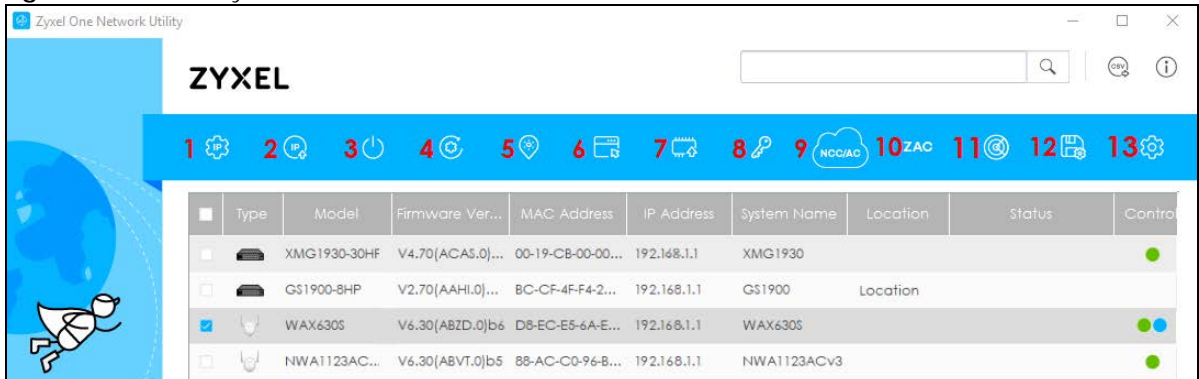 Zyxel One Network Utility
ZYXEL
CSV
1 IP 2 IP 3 4 5 6 7 8 9 NCC/AC 10 ZAC 11 12 13
Type Model Firmware Ver... MAC Address IP Address System Name Location Status Control
XMG1930-30HF V4.70(ACAS.0)... 00-19-CB-00-00... 192.168.1.1 XMG1930
GS1900-8HP V2.70(AAHI.0)... BC-CF-4F-F4-2... 192.168.1.1 GS1900 Location
WAX630S V6.30(ABZD.0)b6 D8-EC-E5-6A-E... 192.168.1.1 WAX630S
NWA1123AC... V6.30(ABVT.0)b5 88-AC-C0-96-B... 192.168.1.1 NWA1123ACv3